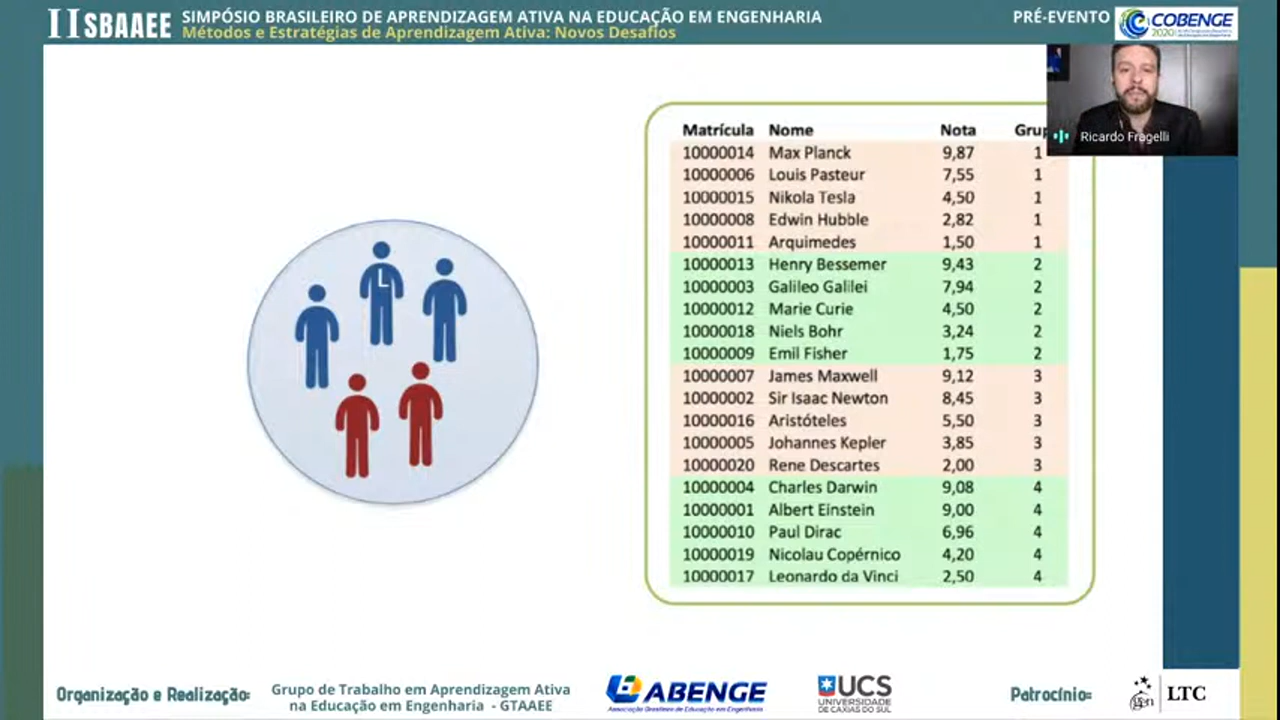 IISBAAEE
SIMPÓSIO BRASILEIRO DE APRENDIZAGEM ATIVA NA EDUCAÇÃO EM ENGENHARIA
Métodos e Estratégias de Aprendizagem Ativa: Novos Desafios
PRÉ-EVENTO
COBENGE
2020
Ricardo Fragelli
Matrícula Nome Nota Grup
10000014 Max Planck 9,87 1
10000006 Louis Pasteur 7,55 1
10000015 Nikola Tesla 4,50 1
10000008 Edwin Hubble 2,82 1
10000011 Arquimedes 1,50 1
10000013 Henry Bessemer 9,43 2
10000003 Galileo Galilei 7,94 2
10000012 Marie Curie 4,50 2
10000018 Niels Bohr 3,24 2
10000009 Emil Fisher 1,75 2
10000007 James Maxwell 9,12 3
10000002 Sir Isaac Newton 8,45 3
10000016 Aristóteles 5,50 3
10000005 Johannes Kepler 3,85 3
10000020 Rene Descartes 2,00 3
10000004 Charles Darwin 9,08 4
10000001 Albert Einstein 9,00 4
10000010 Paul Dirac 6,96 4
10000019 Nicolau Copérnico 4,20 4
10000017 Leonardo da Vinci 2,50 4
L
Organização e Realização:
Grupo de Trabalho em Aprendizagem Ativa
na Educação em Engenharia - GTAAEE
ABENGE
Associação Brasileira de Educação em Engenharia
UCS
UNIVERSIDADE
DE CAXIAS DO SUL
Patrocínio:
gen
LTC